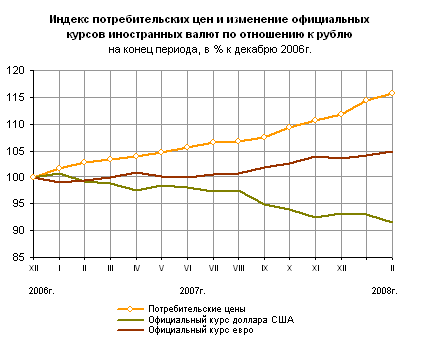 Индекс потребительских цен и изменение официальных
курсов иностранных валют по отношению к рублю
на конец периода, в % к декабрю 2006г.
120
115
110
105
100
95
90
85
XII I II III IV V VI VII VIII IX X XI XII II
2006г. 2007г. 2008г.
Потребительские цены
Официальный курс доллара США
Официальный курс евро